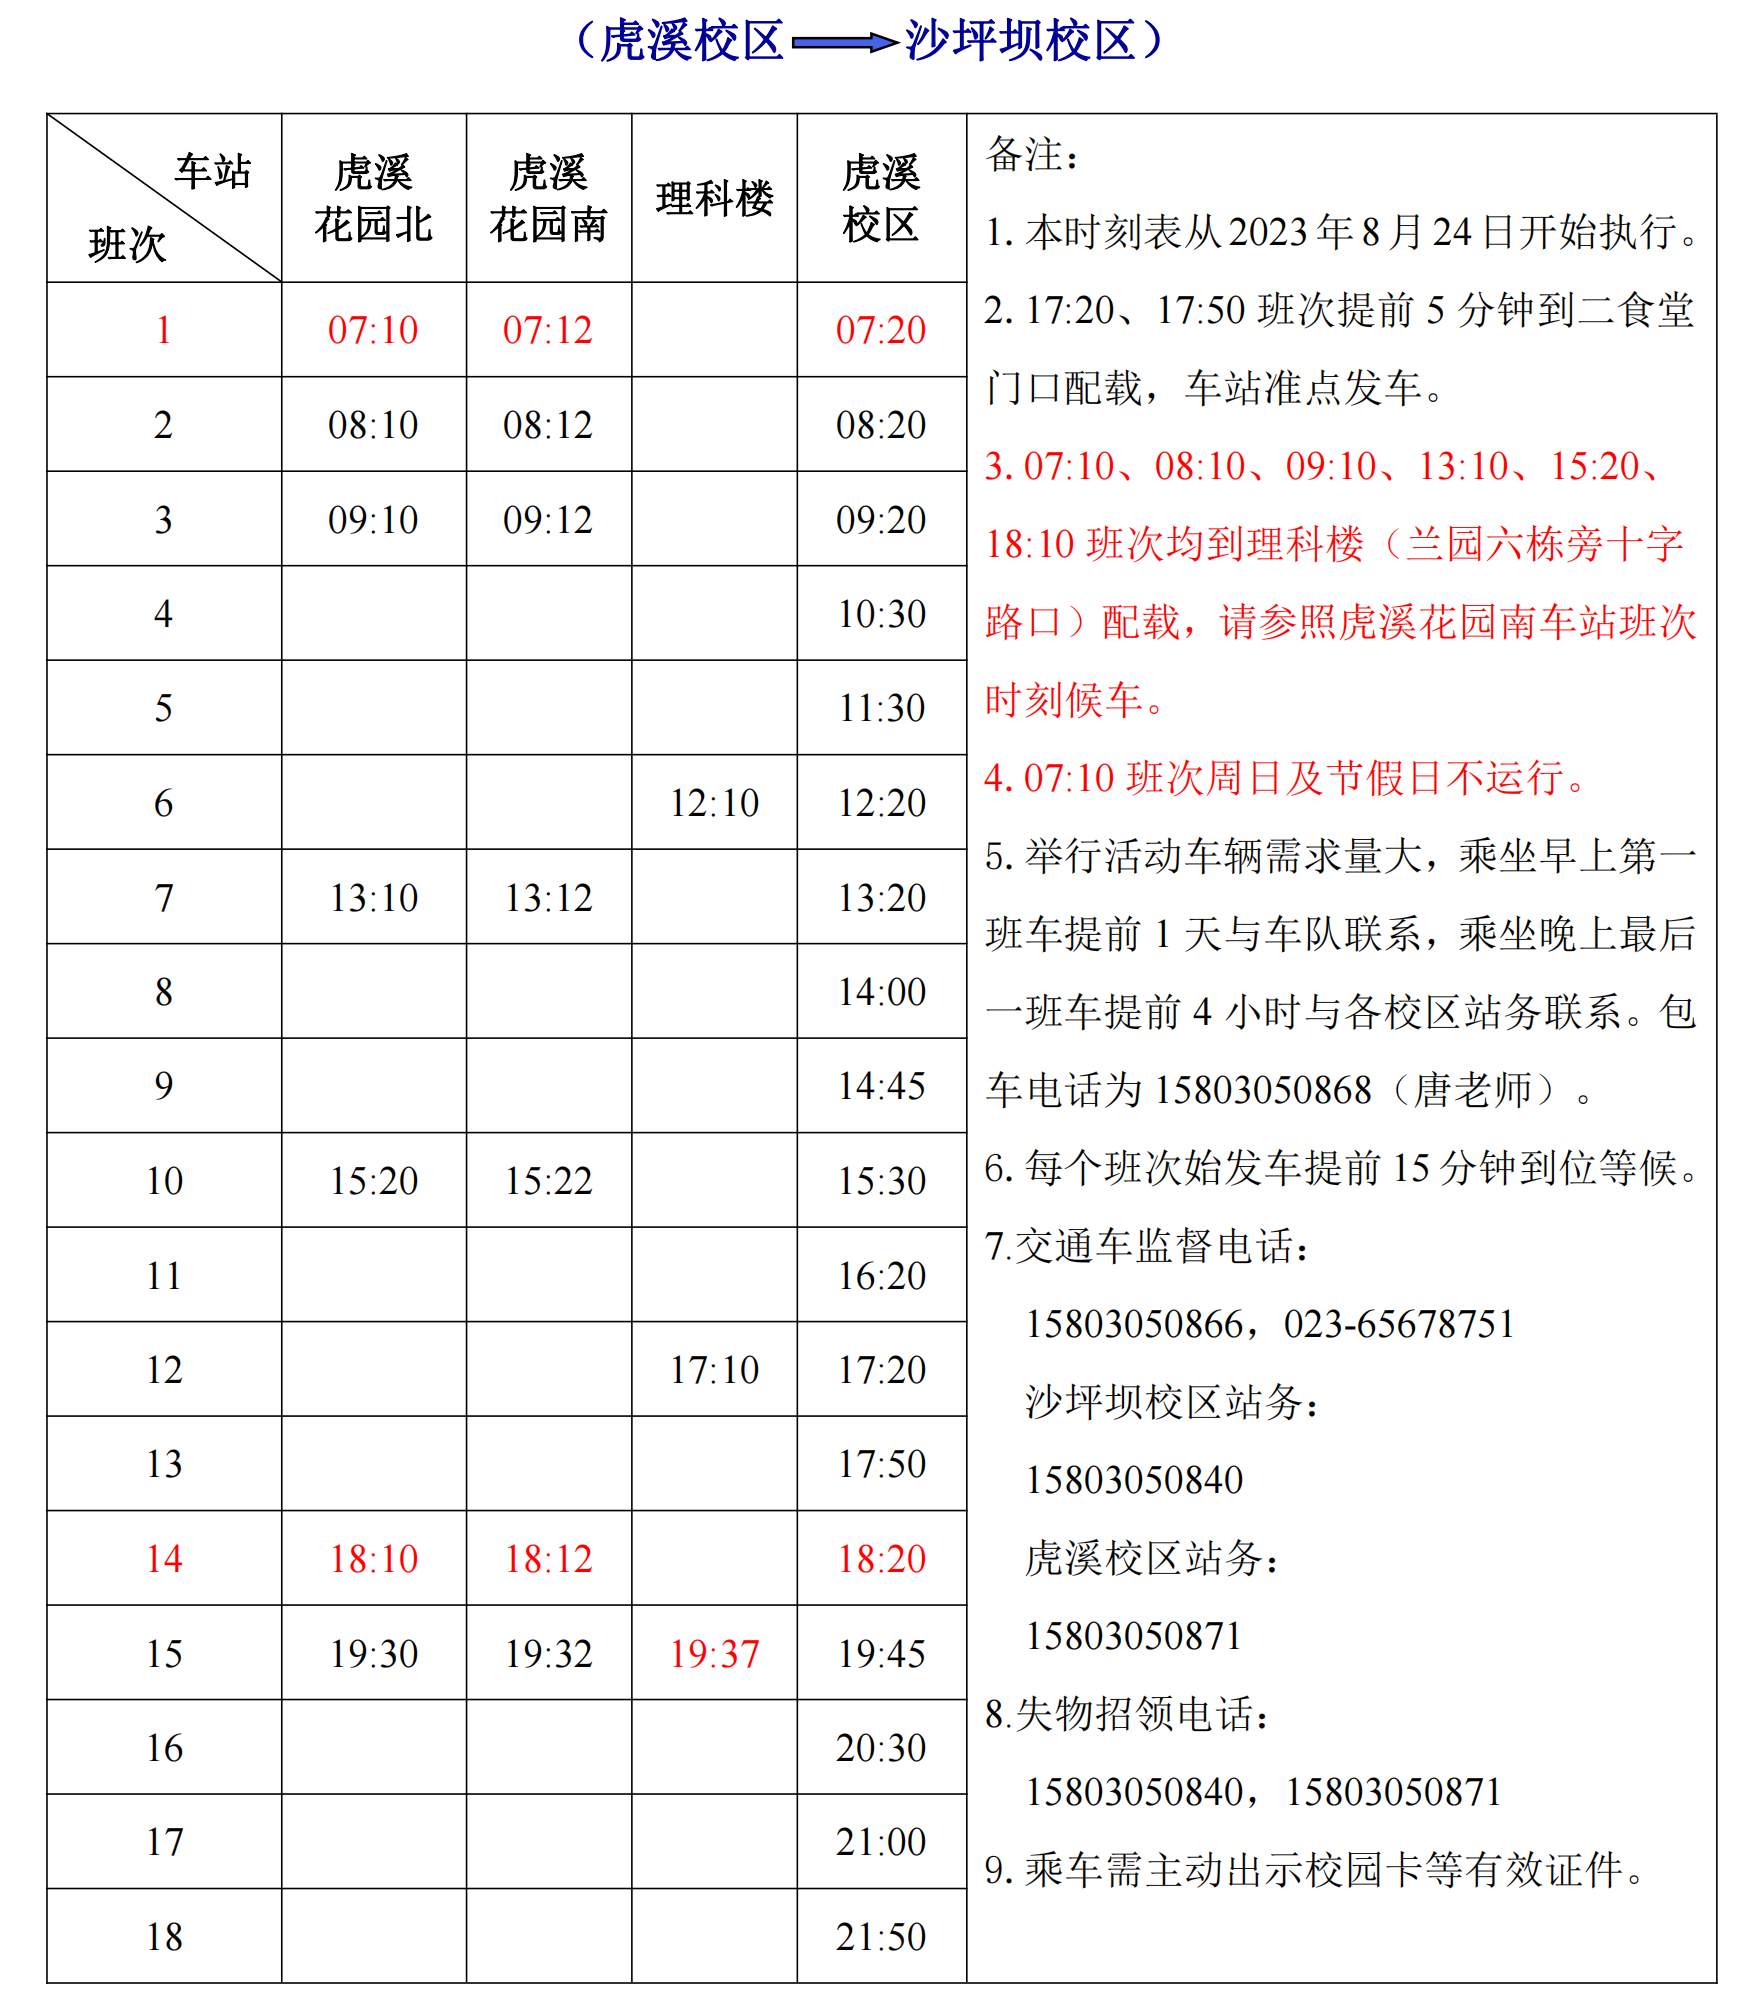 （虎溪校区 沙坪坝校区）
车站
班次
虎溪
花园北
虎溪
花园南
理科楼
虎溪
校区
1 07:10 07:12 07:20
2 08:10 08:12 08:20
3 09:10 09:12 09:20
4 10:30
5 11:30
6 12:10 12:20
7 13:10 13:12 13:20
8 14:00
9 14:45
10 15:20 15:22 15:30
11 16:20
12 17:10 17:20
13 17:50
14 18:10 18:12 18:20
15 19:30 19:32 19:37 19:45
16 20:30
17 21:00
18 21:50
备注：
1. 本时刻表从 2023 年 8 月 24 日开始执行。
2. 17:20、17:50 班次提前 5 分钟到二食堂
门口配载，车站准点发车。
3. 07:10、08:10、09:10、13:10、15:20、
18:10 班次均到理科楼（兰园六栋旁十字
路口）配载，请参照虎溪花园南车站班次
时刻候车。
4. 07:10 班次周日及节假日不运行。
5. 举行活动车辆需求量大，乘坐早上第一
班车提前 1 天与车队联系，乘坐晚上最后
一班车提前 4 小时与各校区站务联系。包
车电话为 15803050868（唐老师）。
6. 每个班次始发车提前 15 分钟到位等候。
7.交通车监督电话：
15803050866，023-65678751
沙坪坝校区站务：
15803050840
虎溪校区站务：
15803050871
8.失物招领电话：
15803050840，15803050871
9. 乘车需主动出示校园卡等有效证件。